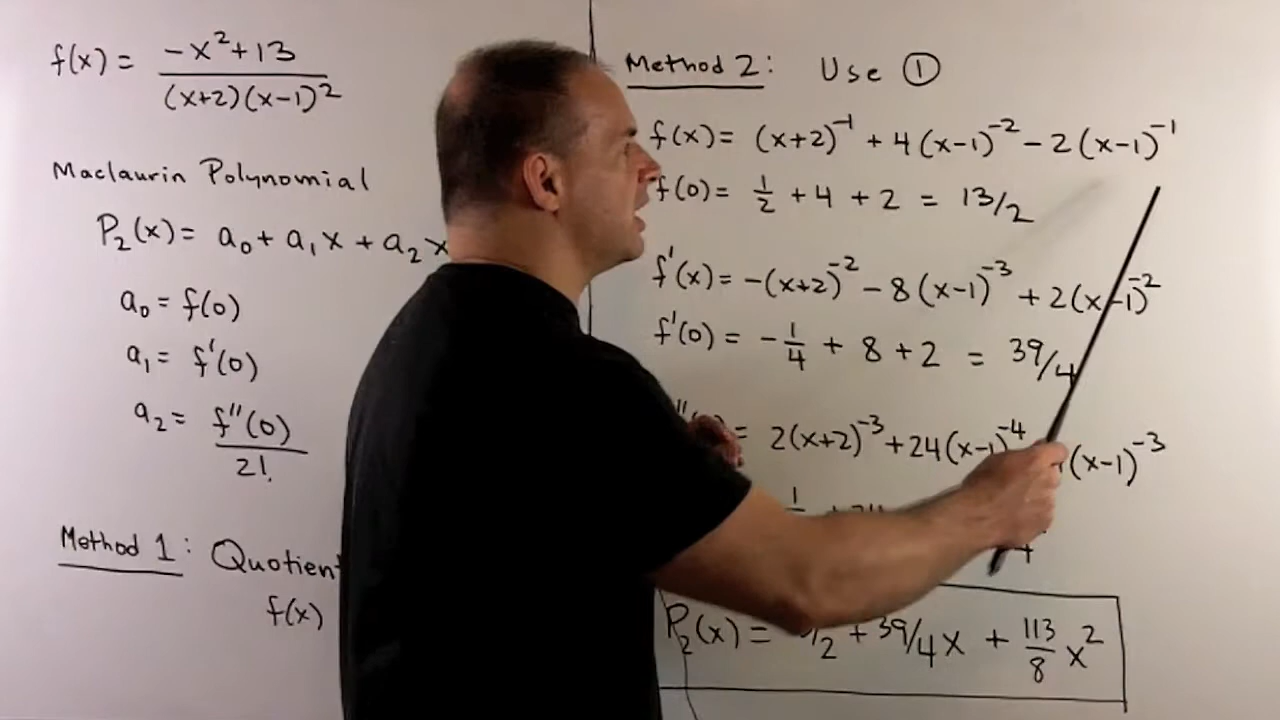 f(x) = -x²+13 / (x+2)(x-1)²
Maclaurin Polynomial
P₂(x) = a₀ + a₁x + a₂x
a₀ = f(0)
a₁ = f'(0)
a₂ = f''(0) / 2!
Method 1: Quotien
f(x)
Method 2: Use ①
f(x) = (x+2)⁻¹ + 4(x-1)⁻² - 2(x-1)⁻¹
f(0) = 1/2 + 4 + 2 = 13/2
f'(x) = -(x+2)⁻² - 8(x-1)⁻³ + 2(x-1)⁻²
f'(0) = -1/4 + 8 + 2 = 39/4
= 2(x+2)⁻³ + 24(x-1)⁻⁴ (x-1)⁻³
P₂(x) = /2 + 39/4x + 113/8 x²